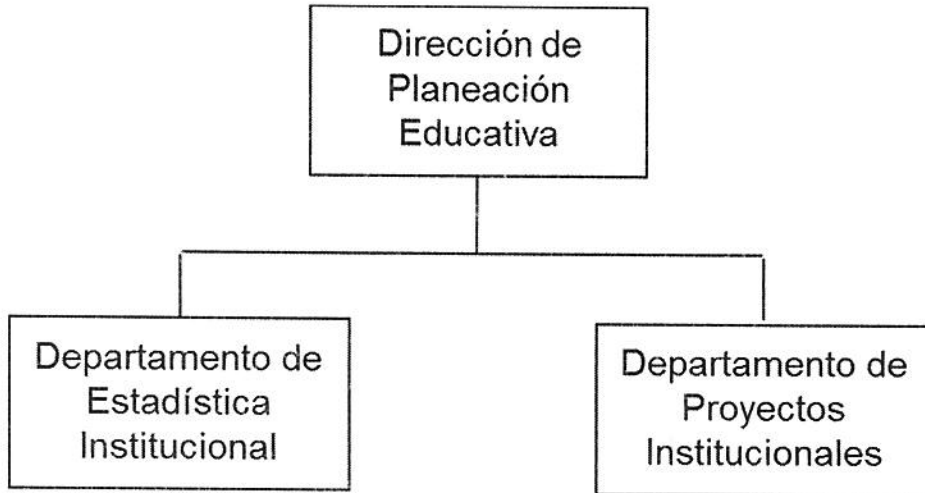 Dirección de
Planeación
Educativa
Departamento de
Estadística
Institucional
Departamento de
Proyectos
Institucionales